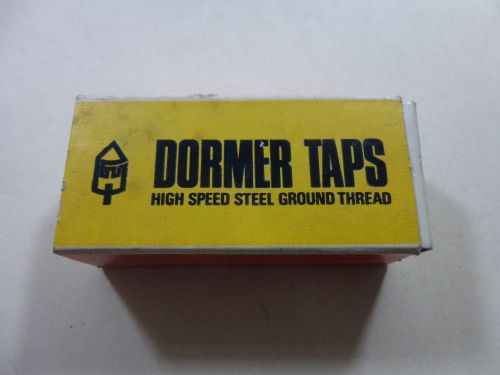 DORMER TAPS
HIGH SPEED STEEL GROUND THREAD